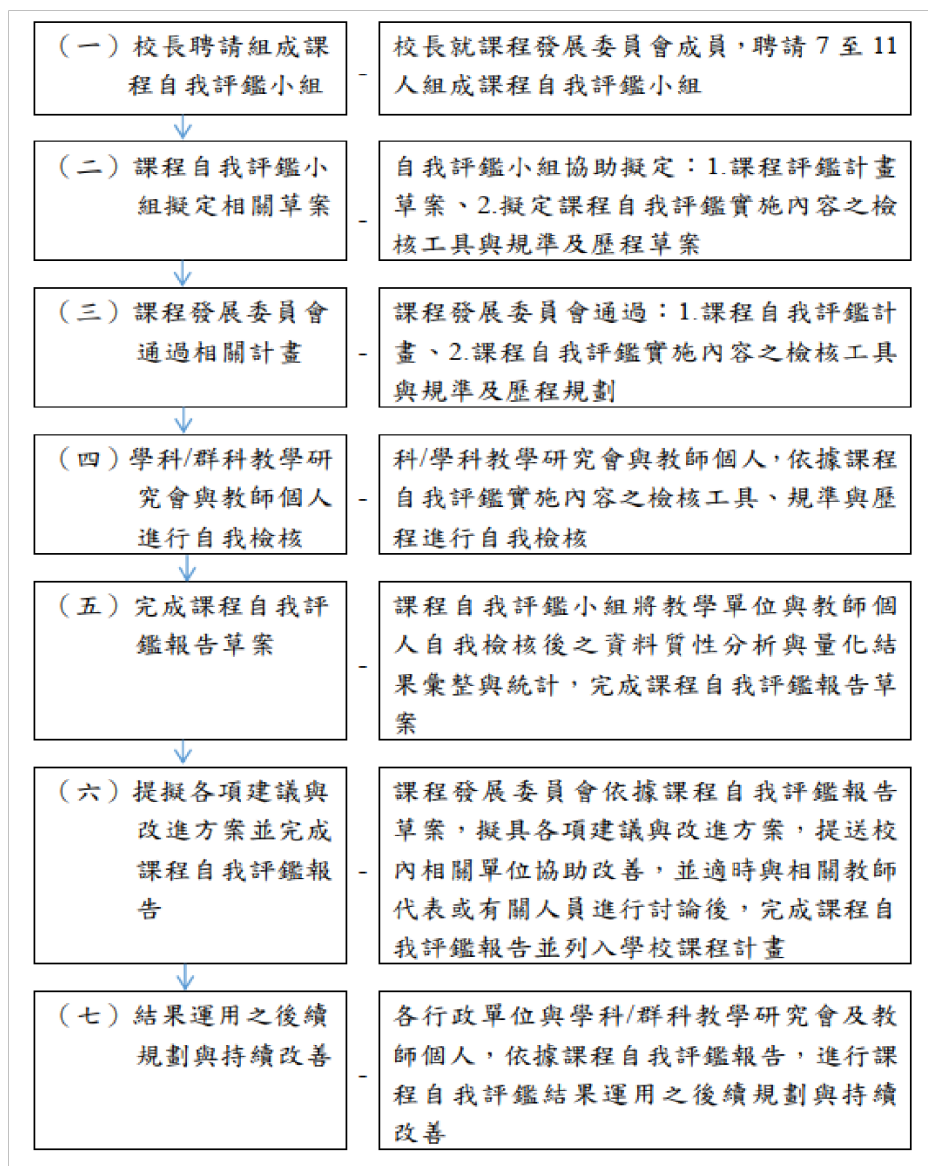 (一)校長聘請組成課
程自我評鑑小組
-
校長就課程發展委員會成員,聘請 7 至 11
人組成課程自我評鑑小組
(二)課程自我評鑑小
組擬定相關草案
-
自我評鑑小組協助擬定:1.課程評鑑計畫
草案、2.擬定課程自我評鑑實施內容之檢
核工具與規準及歷程草案
(三)課程發展委員會
通過相關計畫
-
課程發展委員會通過:1.課程自我評鑑計
畫、2.課程自我評鑑實施內容之檢核工具
與規準及歷程規劃
(四)學科/群科教學研
究會與教師個人
進行自我檢核
-
科/學科教學研究會與教師個人,依據課程
自我評鑑實施內容之檢核工具、規準與歷
程進行自我檢核
(五)完成課程自我評
鑑報告草案
-
課程自我評鑑小組將教學單位與教師個
人自我檢核後之資料質性分析與量化結
果彙整與統計,完成課程自我評鑑報告草
案
(六)提擬各項建議與
改進方案並完成
課程自我評鑑報
告
-
課程發展委員會依據課程自我評鑑報告
草案,擬具各項建議與改進方案,提送校
內相關單位協助改善,並適時與相關教師
代表或有關人員進行討論後,完成課程自
我評鑑報告並列入學校課程計畫
(七)結果運用之後續
規劃與持續改善
-
各行政單位與學科/群科教學研究會及教
師個人,依據課程自我評鑑報告,進行課
程自我評鑑結果運用之後續規劃與持續
改善